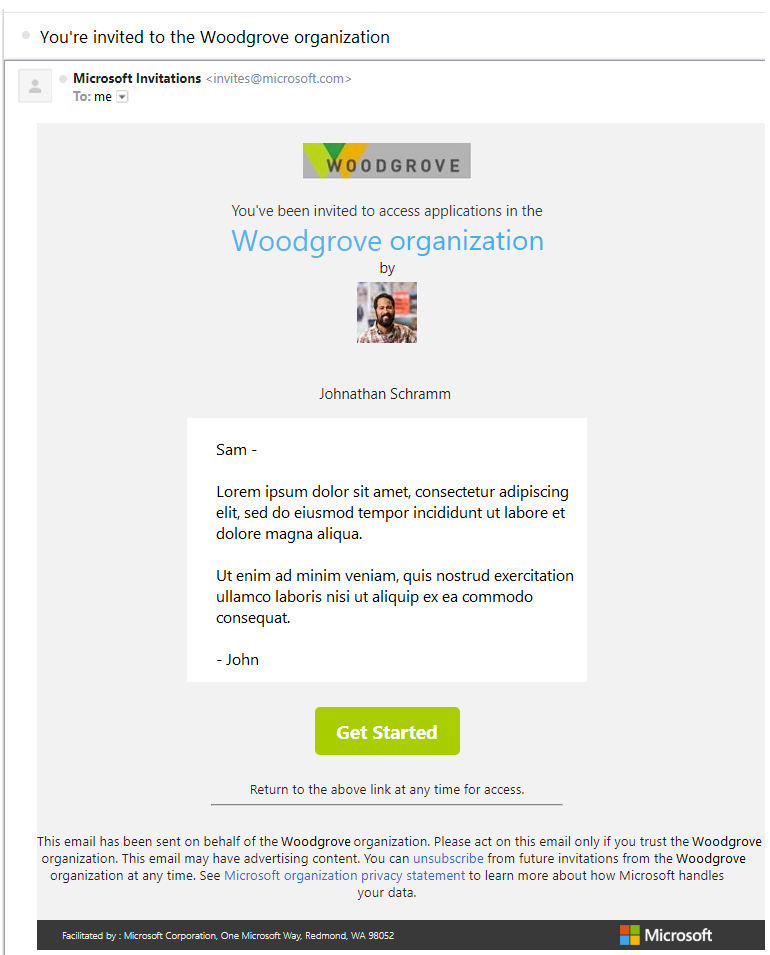 You're invited to the Woodgrove organization
Microsoft Invitations <invites@microsoft.com>
To: me
WOODGROVE
You've been invited to access applications in the
Woodgrove organization
by
Johnathan Schramm
Sam -
Lorem ipsum dolor sit amet, consectetur adipiscing
elit, sed do eiusmod tempor incididunt ut labore et
dolore magna aliqua.
Ut enim ad minim veniam, quis nostrud exercitation
ullamco laboris nisi ut aliquip ex ea commodo
consequat.
- John
Get Started
Return to the above link at any time for access.
This email has been sent on behalf of the Woodgrove organization. Please act on this email only if you trust the Woodgrove
organization. This email may have advertising content. You can unsubscribe from future invitations from the Woodgrove
organization at any time. See Microsoft organization privacy statement to learn more about how Microsoft handles
your data.
Facilitated by : Microsoft Corporation, One Microsoft Way, Redmond, WA 98052
Microsoft